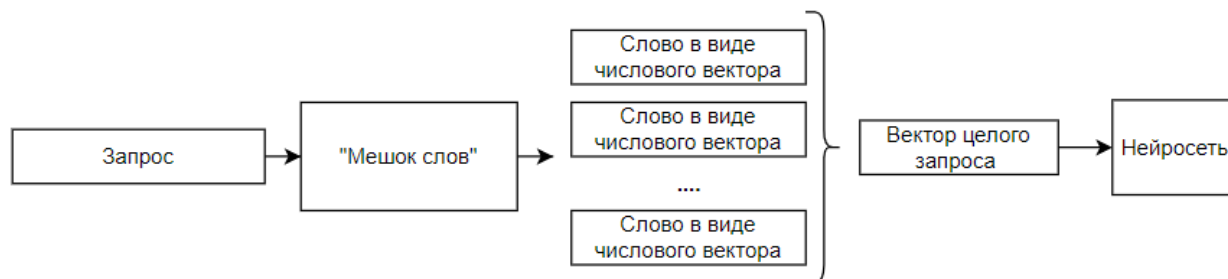 Запрос
"Мешок слов"
Слово в виде
числового вектора
Слово в виде
числового вектора
....
Слово в виде
числового вектора
Вектор целого
запроса
Нейросеть